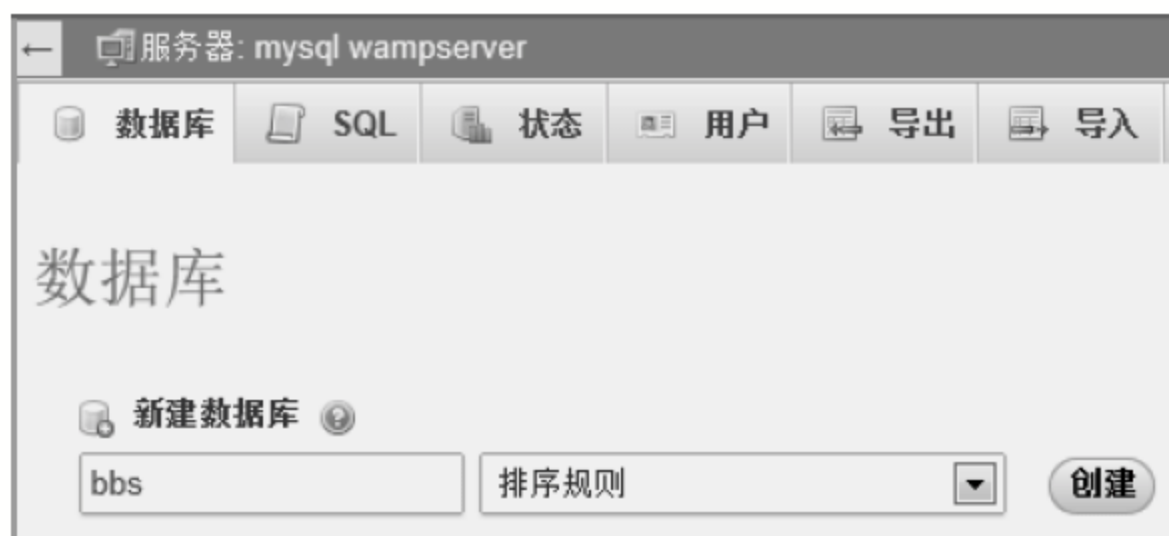 服务器: mysql wampserver
数据库 SQL 状态 用户 导出 导入
数据库
新建数据库
bbs 排序规则 创建